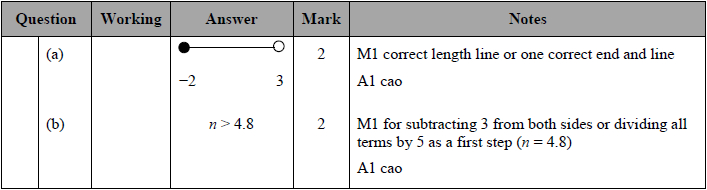 Question Working Answer Mark Notes
(a) 2 M1 correct length line or one correct end and line
−2 3 A1 cao
(b) n > 4.8 2 M1 for subtracting 3 from both sides or dividing all
terms by 5 as a first step (n = 4.8)
A1 cao